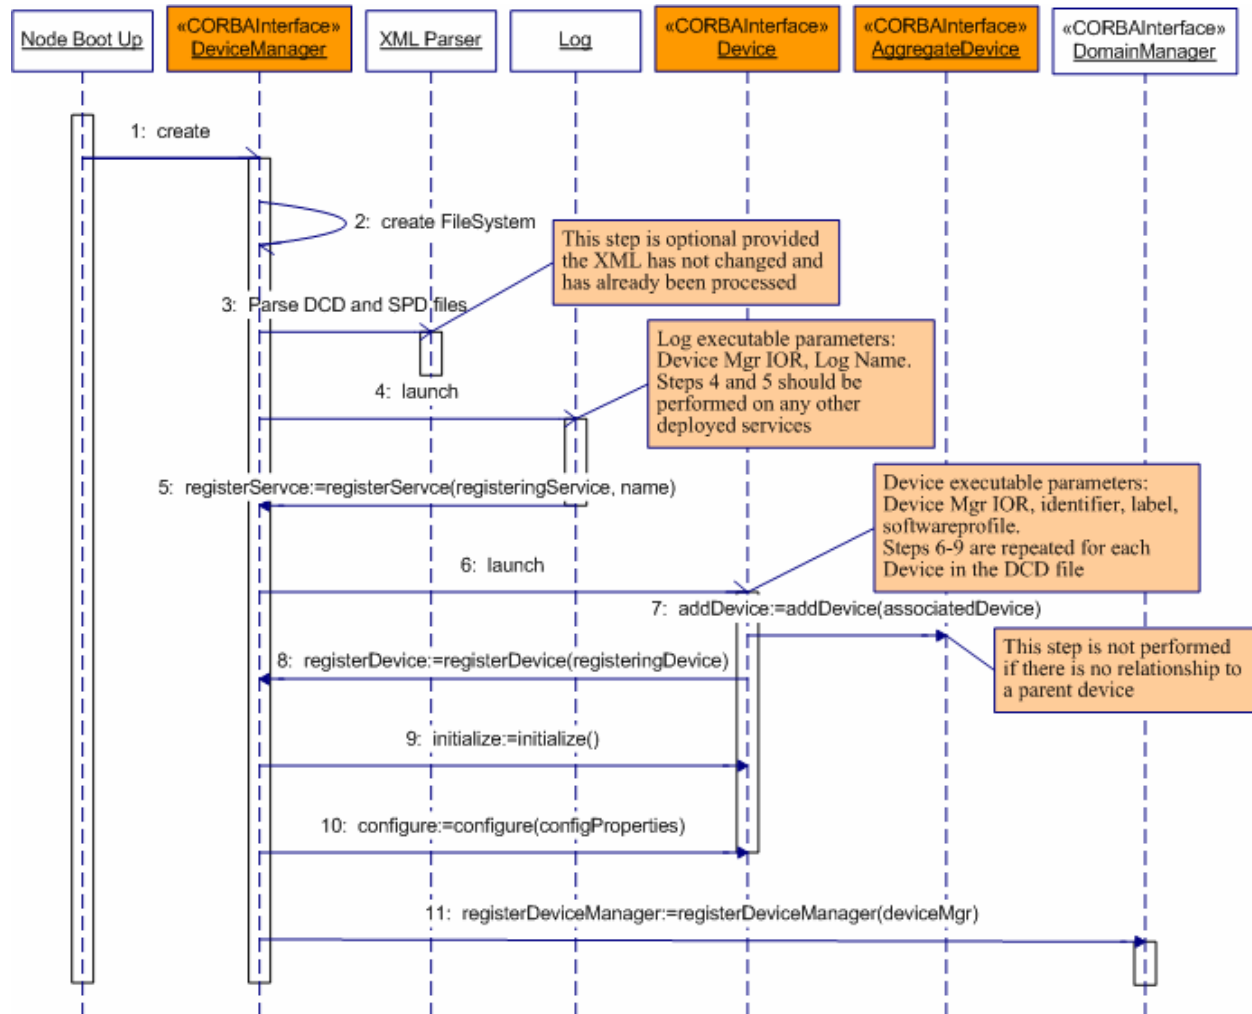 Node Boot Up
«CORBAInterface»
DeviceManager
XML Parser
Log
«CORBAInterface»
Device
«CORBAInterface»
AggregateDevice
«CORBAInterface»
DomainManager
1: create
2: create FileSystem
This step is optional provided
the XML has not changed and
has already been processed
3: Parse DCD and SPD files
Log executable parameters:
Device Mgr IOR, Log Name.
Steps 4 and 5 should be
performed on any other
deployed services
4: launch
5: registerServce:=registerServce(registeringService, name)
Device executable parameters:
Device Mgr IOR, identifier, label,
softwareprofile.
Steps 6-9 are repeated for each
Device in the DCD file
6: launch
7: addDevice:=addDevice(associatedDevice)
This step is not performed
if there is no relationship to
a parent device
8: registerDevice:=registerDevice(registeringDevice)
9: initialize:=initialize()
10: configure:=configure(configProperties)
11: registerDeviceManager:=registerDeviceManager(deviceMgr)